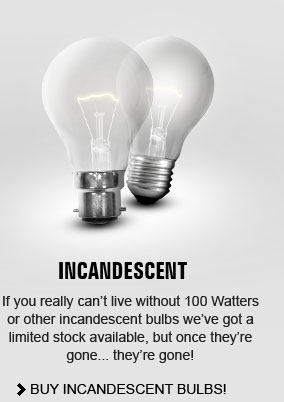 INCANDESCENT
If you really can't live without 100 Watters
or other incandescent bulbs we've got a
limited stock available, but once they're
gone... they're gone!
BUY INCANDESCENT BULBS!